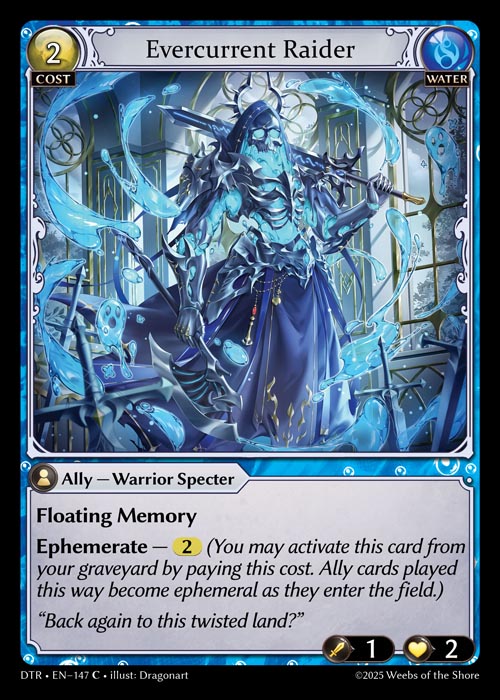 2
Evercurrent Raider
COST
WATER
Ally — Warrior Specter
Floating Memory
Ephemerate — 2 (You may activate this card from
your graveyard by paying this cost. Ally cards played
this way become ephemeral as they enter the field.)
“Back again to this twisted land?”
1
2
DTR • EN–147 C • illust: Dragonart
©2025 Weebs of the Shore